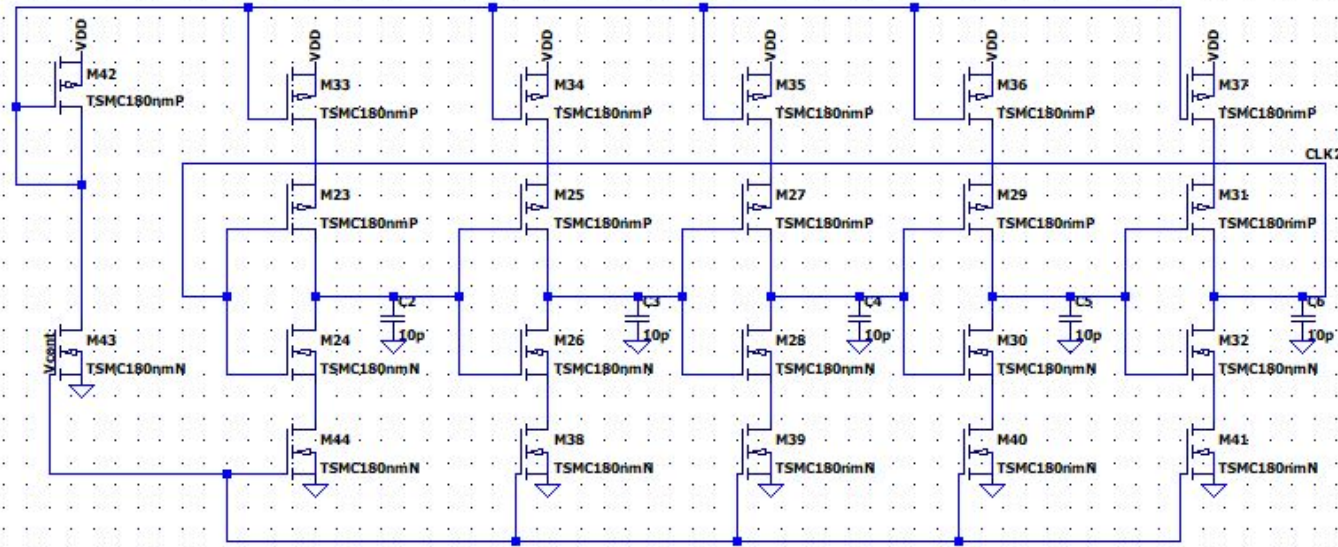 VDD
M42
TSMC180nmP
VDD
M33
TSMC180nmP
VDD
M34
TSMC180nmP
VDD
M35
TSMC180nmP
VDD
M36
TSMC180nmP
VDD
M37
TSMC180nmP
M23
TSMC180nmP
M25
TSMC180nmP
M27
TSMC180nmP
M29
TSMC180nmP
M31
TSMC180nmP
CLK2
C2
10p
C3
10p
C4
10p
C5
10p
C6
10p
Vcont
M43
TSMC180nmN
M24
TSMC180nmN
M26
TSMC180nmN
M28
TSMC180nmN
M30
TSMC180nmN
M32
TSMC180nmN
M44
TSMC180nmN
M38
TSMC180nmN
M39
TSMC180nmN
M40
TSMC180nmN
M41
TSMC180nmN